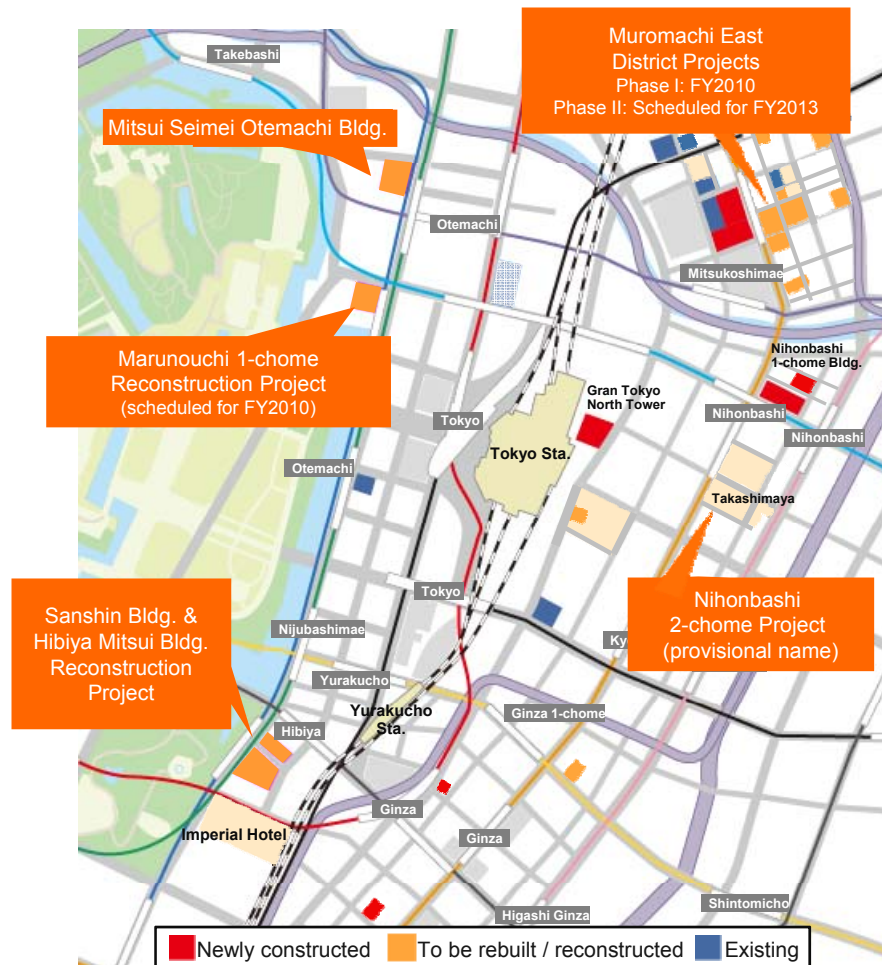 Takebashi
Muromachi East
District Projects
Phase I: FY2010
Phase II: Scheduled for FY2013
Mitsui Seimei Otemachi Bldg.
Otemachi
Mitsukoshimae
Marunouchi 1-chome
Reconstruction Project
(scheduled for FY2010)
Nihonbashi
1-chome Bldg.
Gran Tokyo
North Tower
Tokyo
Nihonbashi
Nihonbashi
Tokyo Sta.
Otemachi
Takashimaya
Tokyo
Nihonbashi
2-chome Project
(provisional name)
Sanshin Bldg. &
Hibiya Mitsui Bldg.
Reconstruction
Project
Nijubashimae
Ky
Yurakucho
Yurakucho
Sta.
Ginza 1-chome
Hibiya
Ginza
Imperial Hotel
Ginza
Shintomicho
Higashi Ginza
Newly constructed To be rebuilt / reconstructed Existing